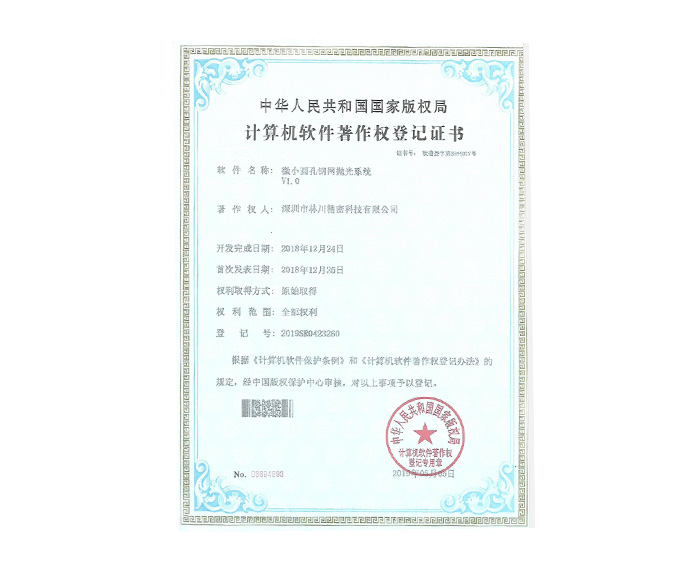 中华人民共和国国家版权局
计算机软件著作权登记证书
证书号:
软件名称: 微小圆孔钢网抛光系统
V1.0
著作权人: 深圳市林川精密科技有限公司
开发完成日期: 2018年12月24日
首次发表日期: 2018年12月25日
权利取得方式: 原始取得
权利范围: 全部权利
登记号: 2019SR0423260
根据《计算机软件保护条例》和《计算机软件著作权登记办法》的
规定,经中国版权保护中心审核,对以上事项予以登记。
中华人民共和国国家版权局
计算机软件著作权
登记专用章
No.
2019年05月05日